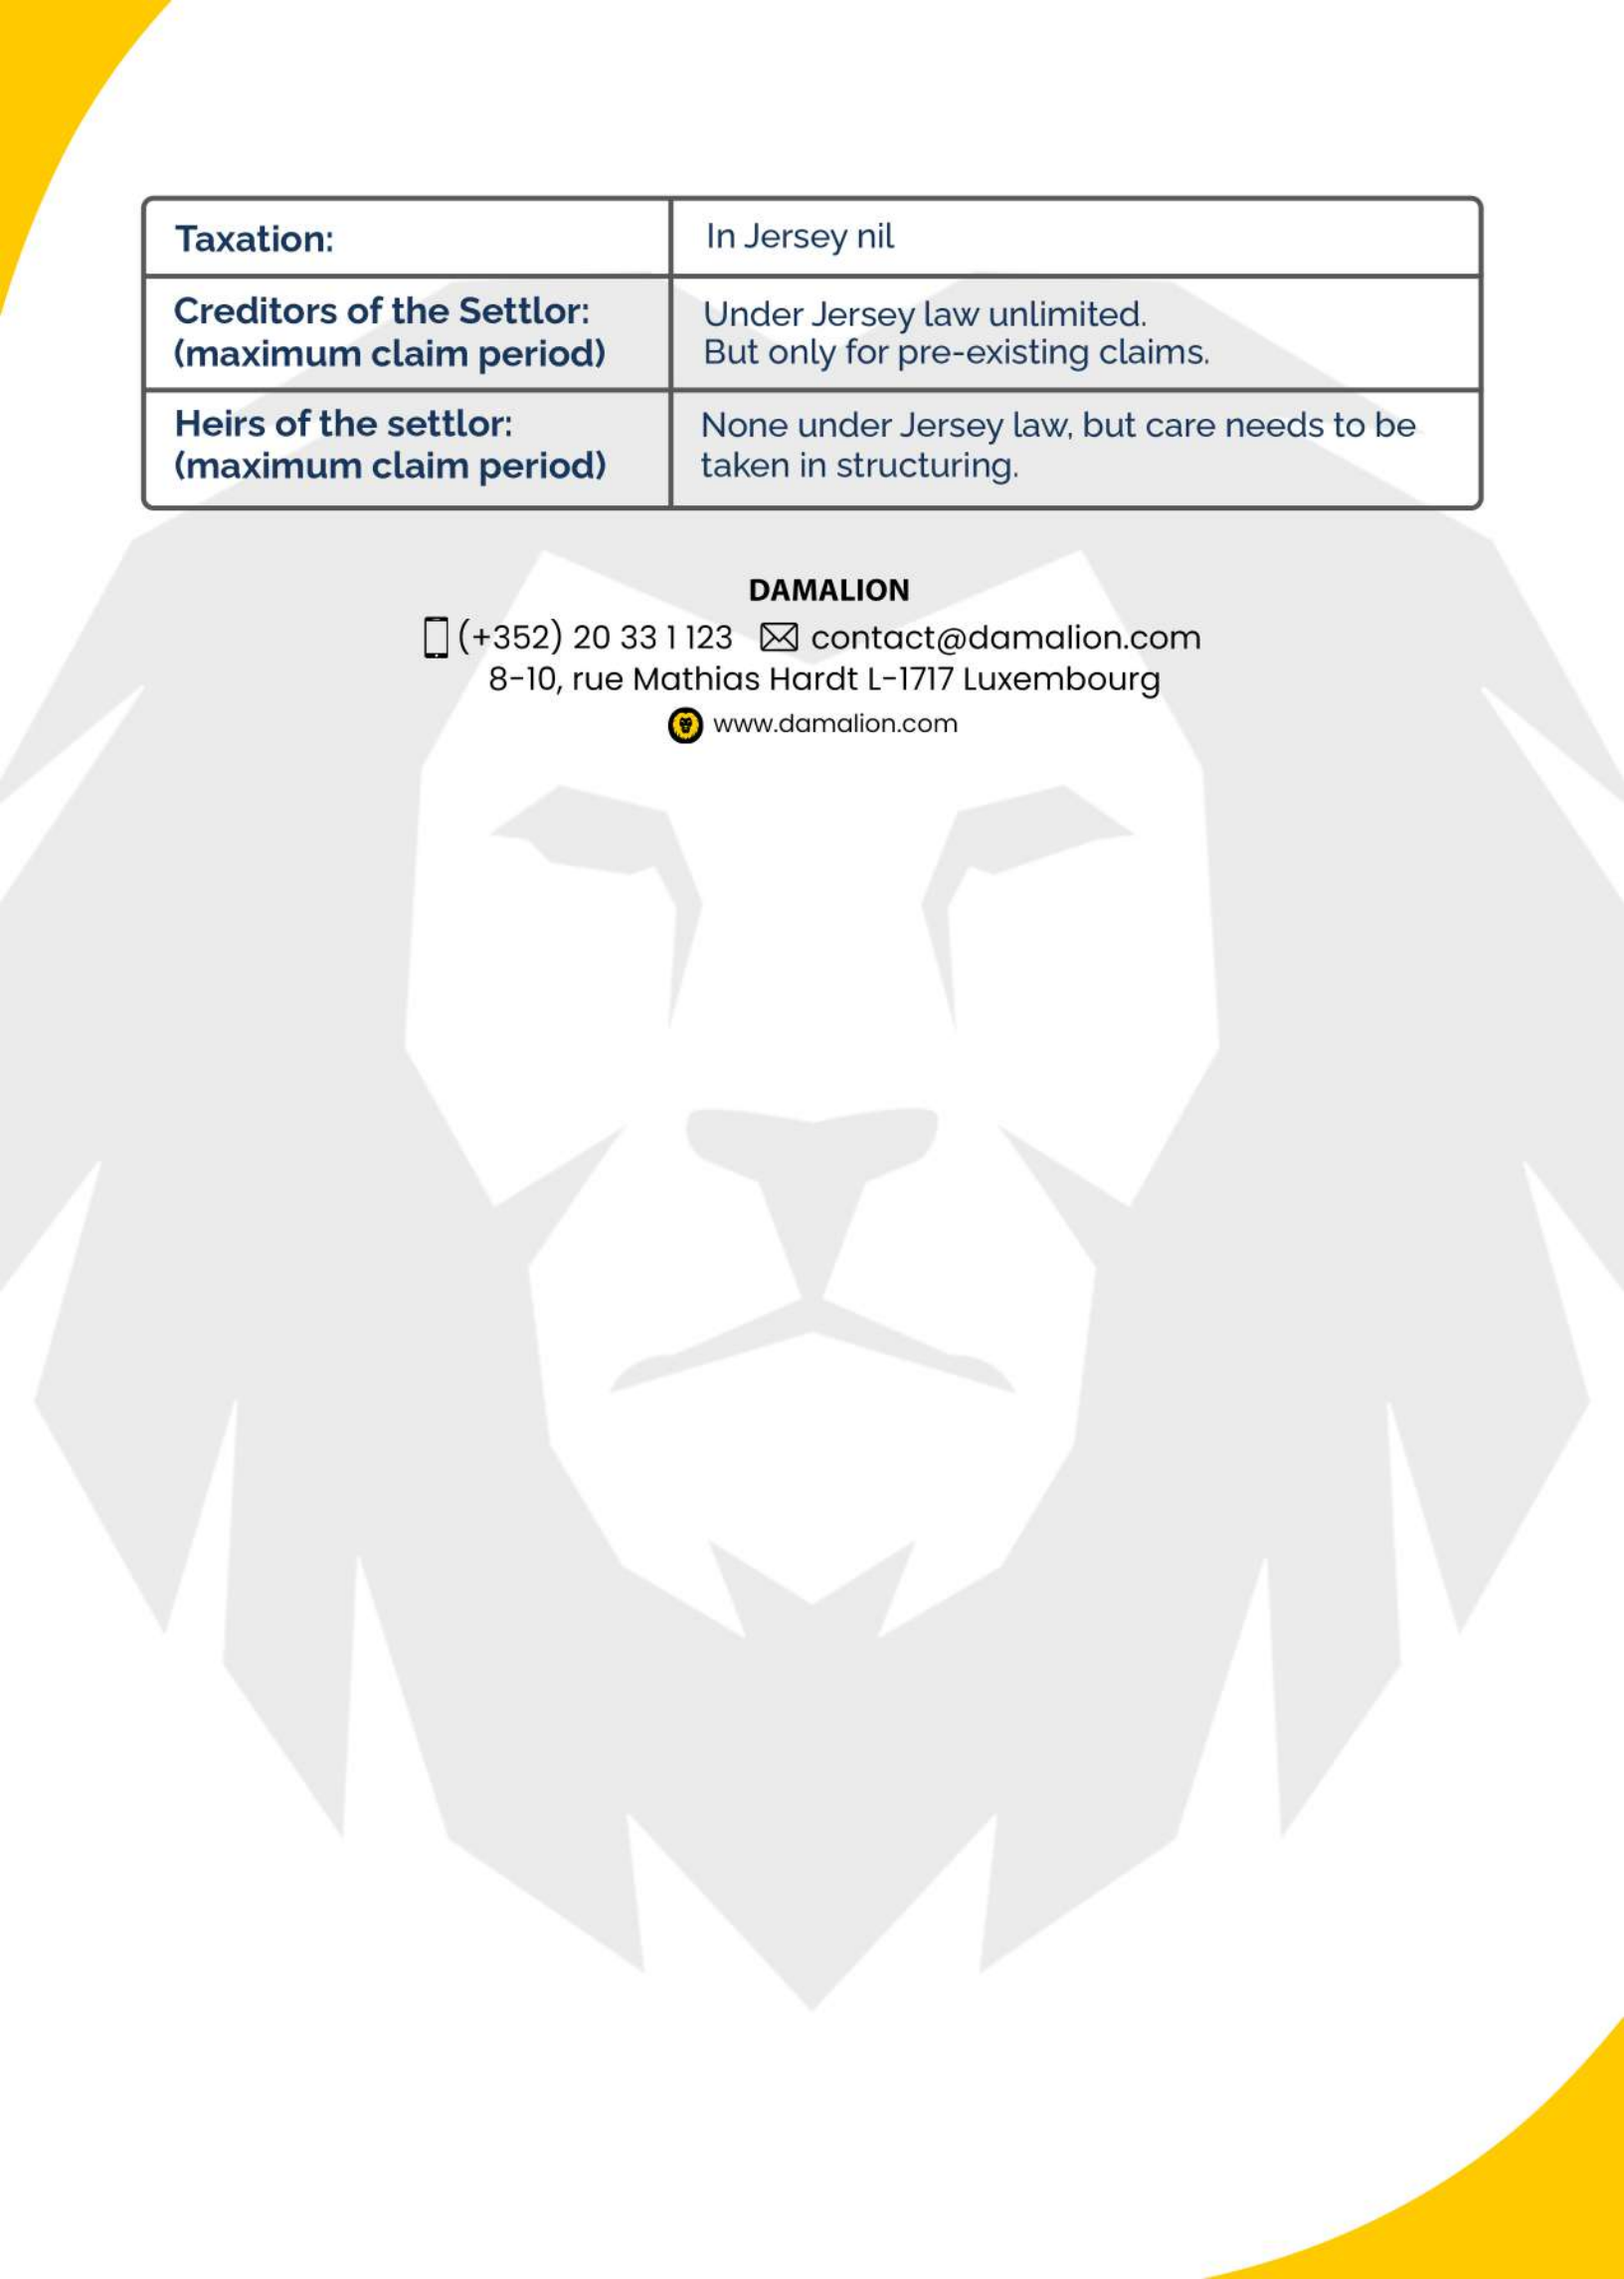 Taxation:
In Jersey nil
Creditors of the Settlor:
(maximum claim period)
Under Jersey law unlimited.
But only for pre-existing claims.
Heirs of the settlor:
(maximum claim period)
None under Jersey law, but care needs to be
taken in structuring.
DAMALION
(+352) 20 33 1 123 contact@damalion.com
8-10, rue Mathias Hardt L-1717 Luxembourg
www.damalion.com